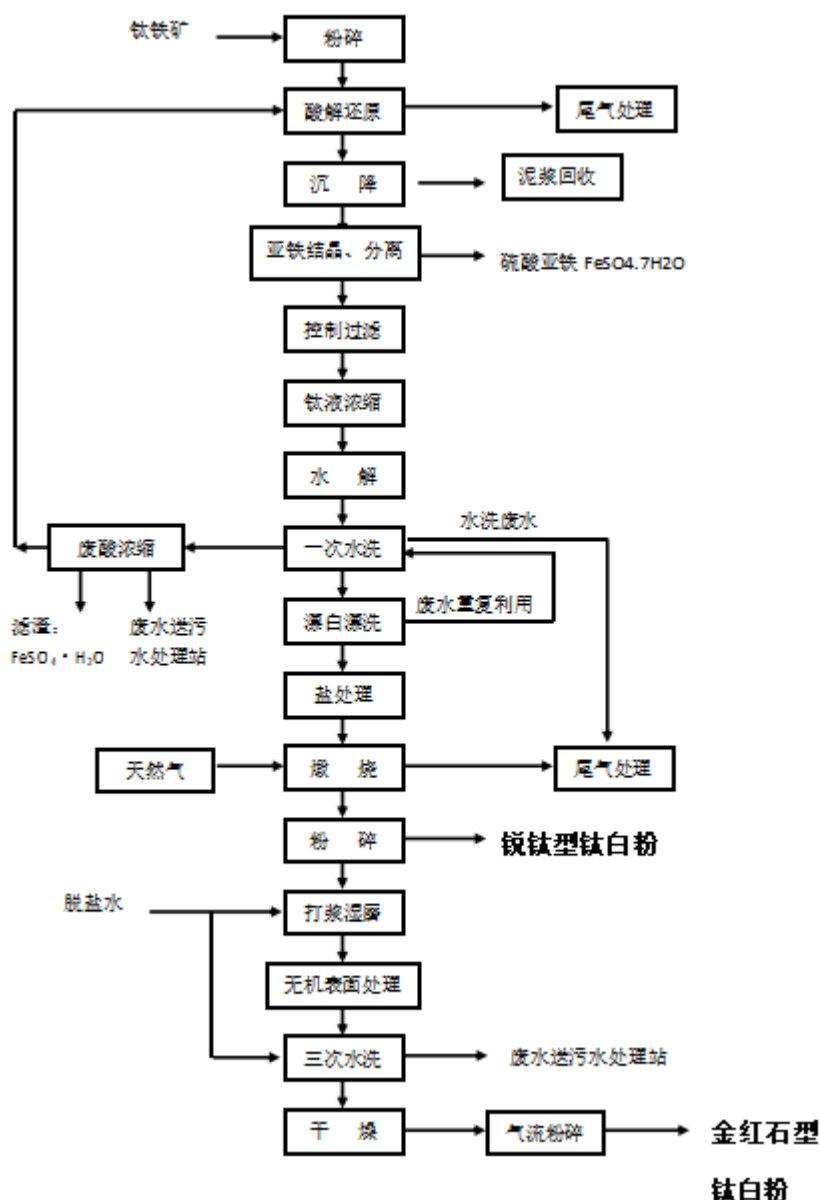 钛铁矿
粉碎
酸解还原
尾气处理
沉 降
泥浆回收
亚铁结晶、分离
硫酸亚铁 FeSO4.7H2O
控制过滤
钛液浓缩
水 解
水洗废水
废酸浓缩
一次水洗
废水重复利用
滤渣：
FeSO₄·H₂O
废水送污
水处理站
漂白漂洗
盐处理
天然气
煅 烧
尾气处理
粉 碎
锐钛型钛白粉
脱盐水
打浆湿磨
无机表面处理
三次水洗
废水送污水处理站
干 燥
气流粉碎
金红石型
钛白粉